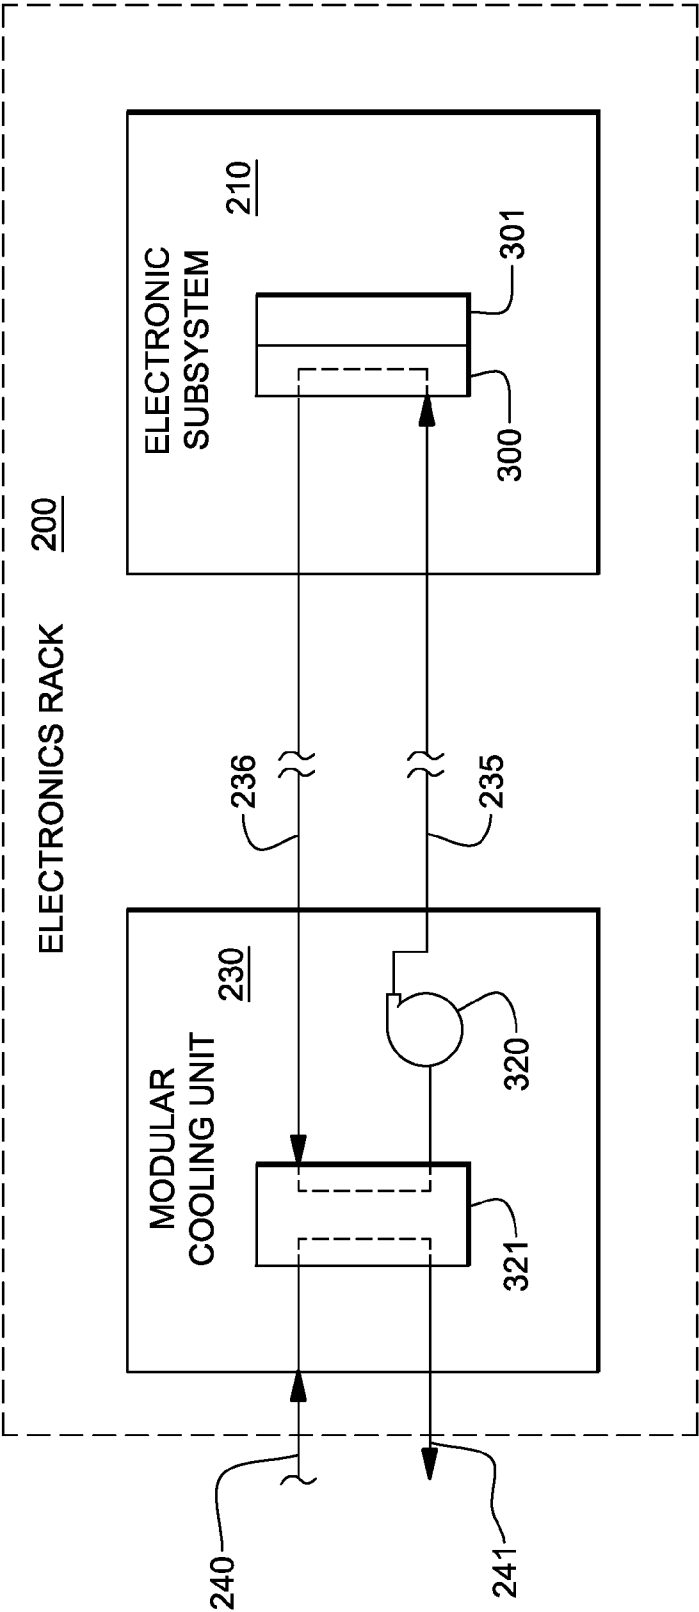 ELECTRONICS RACK
200
MODULAR
COOLING UNIT
230
ELECTRONIC
SUBSYSTEM
210
236
235
240
241
321
320
300
301